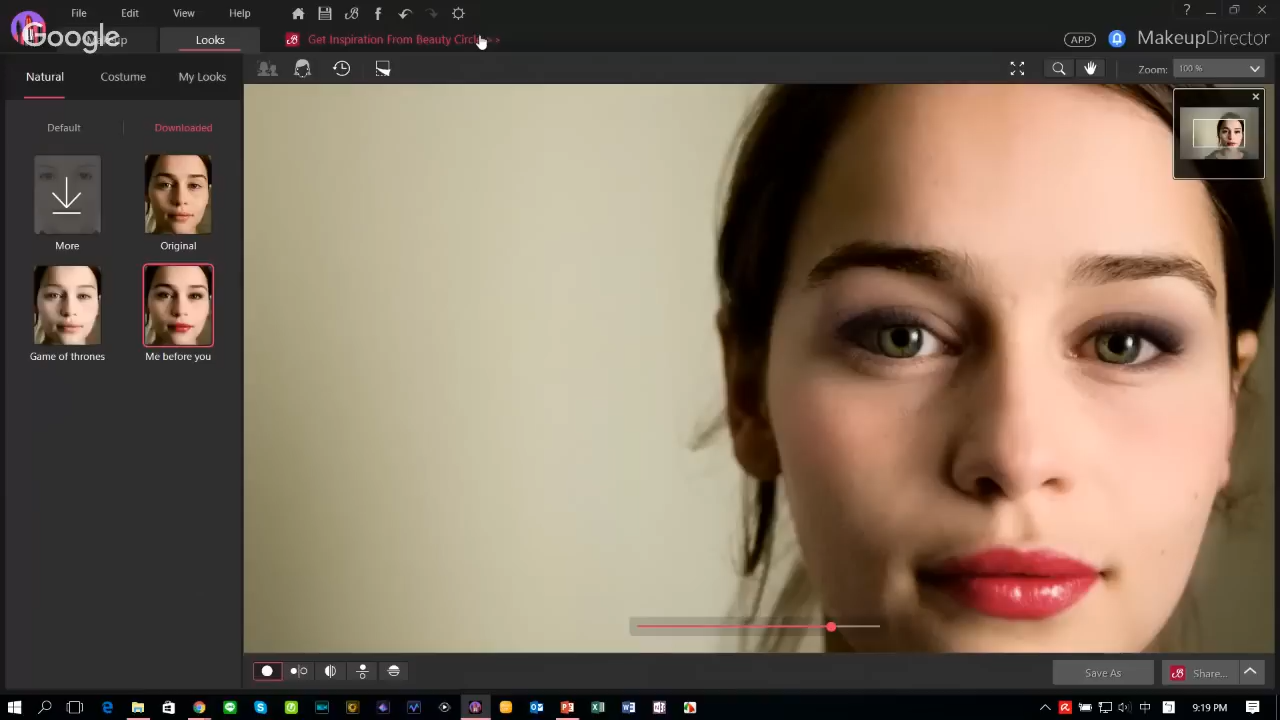 File Edit View Help
Google
Looks
Get Inspiration From Beauty Circle >>
APP
MakeupDirector
Natural Costume My Looks
Zoom: 100 %
Default Downloaded
More Original
Game of thrones Me before you
Save As
Share...
中
9:19 PM